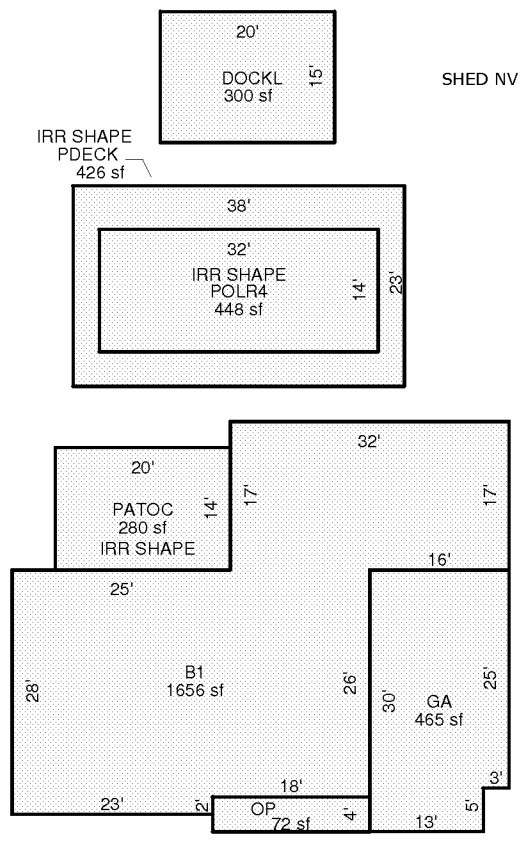 20'
DOCKL
300 sf
15'
SHED NV
IRR SHAPE
PDECK
426 sf
38'
23'
32'
IRR SHAPE
POLR4
448 sf
14'
32'
20'
PATOC
280 sf
IRR SHAPE
14'
17'
17'
16'
25'
28'
B1
1656 sf
26'
30'
GA
465 sf
25'
3'
18'
23'
2'
OP
72 sf
4'
5'
13'